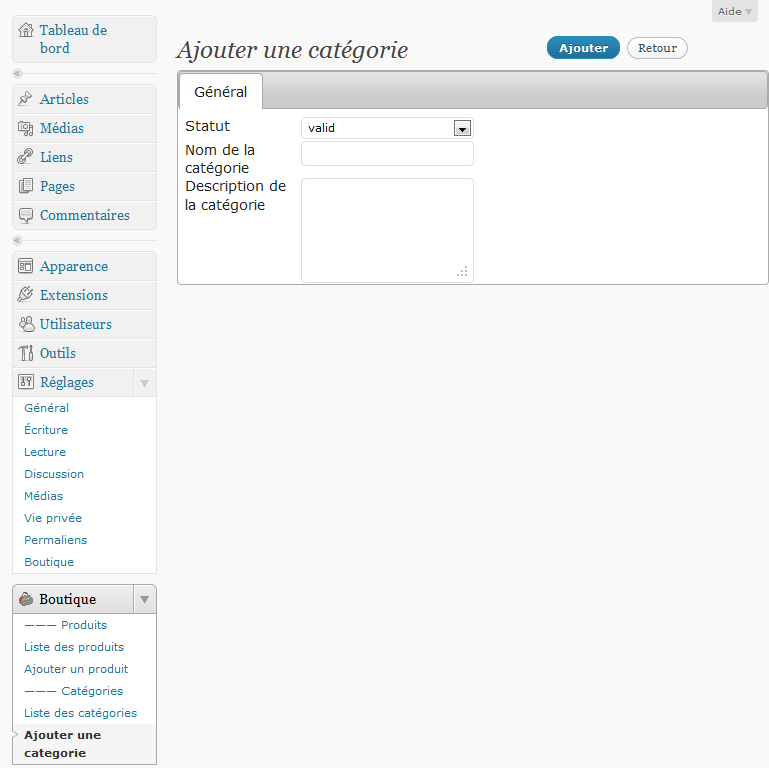 Aide
Tableau de
bord
Articles
Médias
Liens
Pages
Commentaires
Apparence
Extensions
Utilisateurs
Outils
Réglages
Général
Écriture
Lecture
Discussion
Médias
Vie privée
Permaliens
Boutique
Boutique
——— Produits
Liste des produits
Ajouter un produit
——— Catégories
Liste des catégories
Ajouter une
categorie
Ajouter une catégorie
Ajouter
Retour
Général
Statut
valid
Nom de la
catégorie
Description de
la catégorie